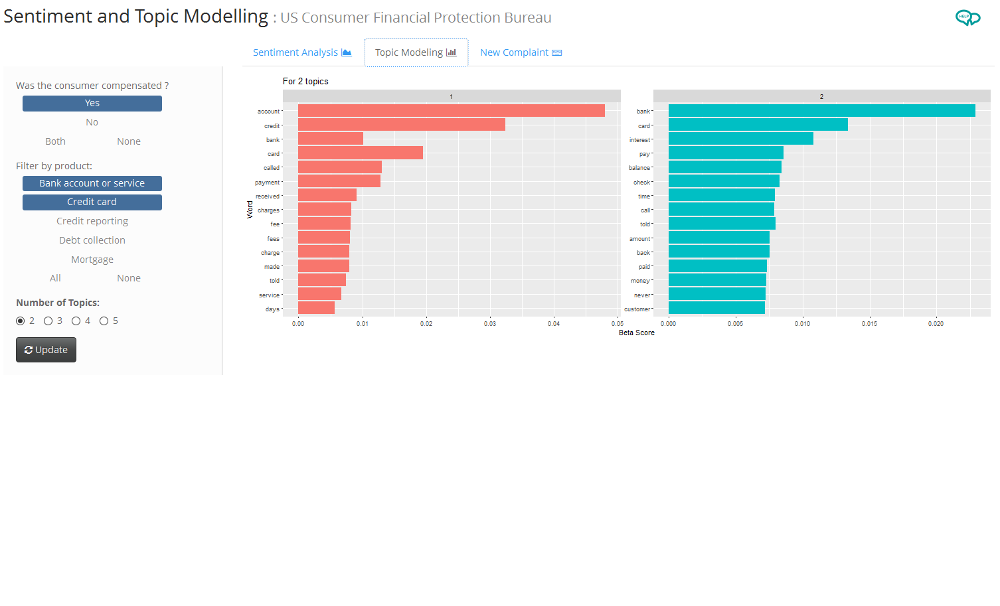 Sentiment and Topic Modelling : US Consumer Financial Protection Bureau
HELP
Sentiment Analysis
Topic Modeling
New Complaint
Was the consumer compensated ?
Yes
No
Both None
Filter by product:
Bank account or service
Credit card
Credit reporting
Debt collection
Mortgage
All None
Number of Topics:
2 3 4 5
Update
For 2 topics
1
Word
account
credit
bank
card
called
payment
received
charges
fee
fees
charge
made
told
service
days
0.00 0.01 0.02 0.03 0.04 0.05
2
bank
card
interest
pay
balance
check
time
call
told
amount
back
paid
money
never
customer
0.000 0.005 0.010 0.015 0.020
Beta Score